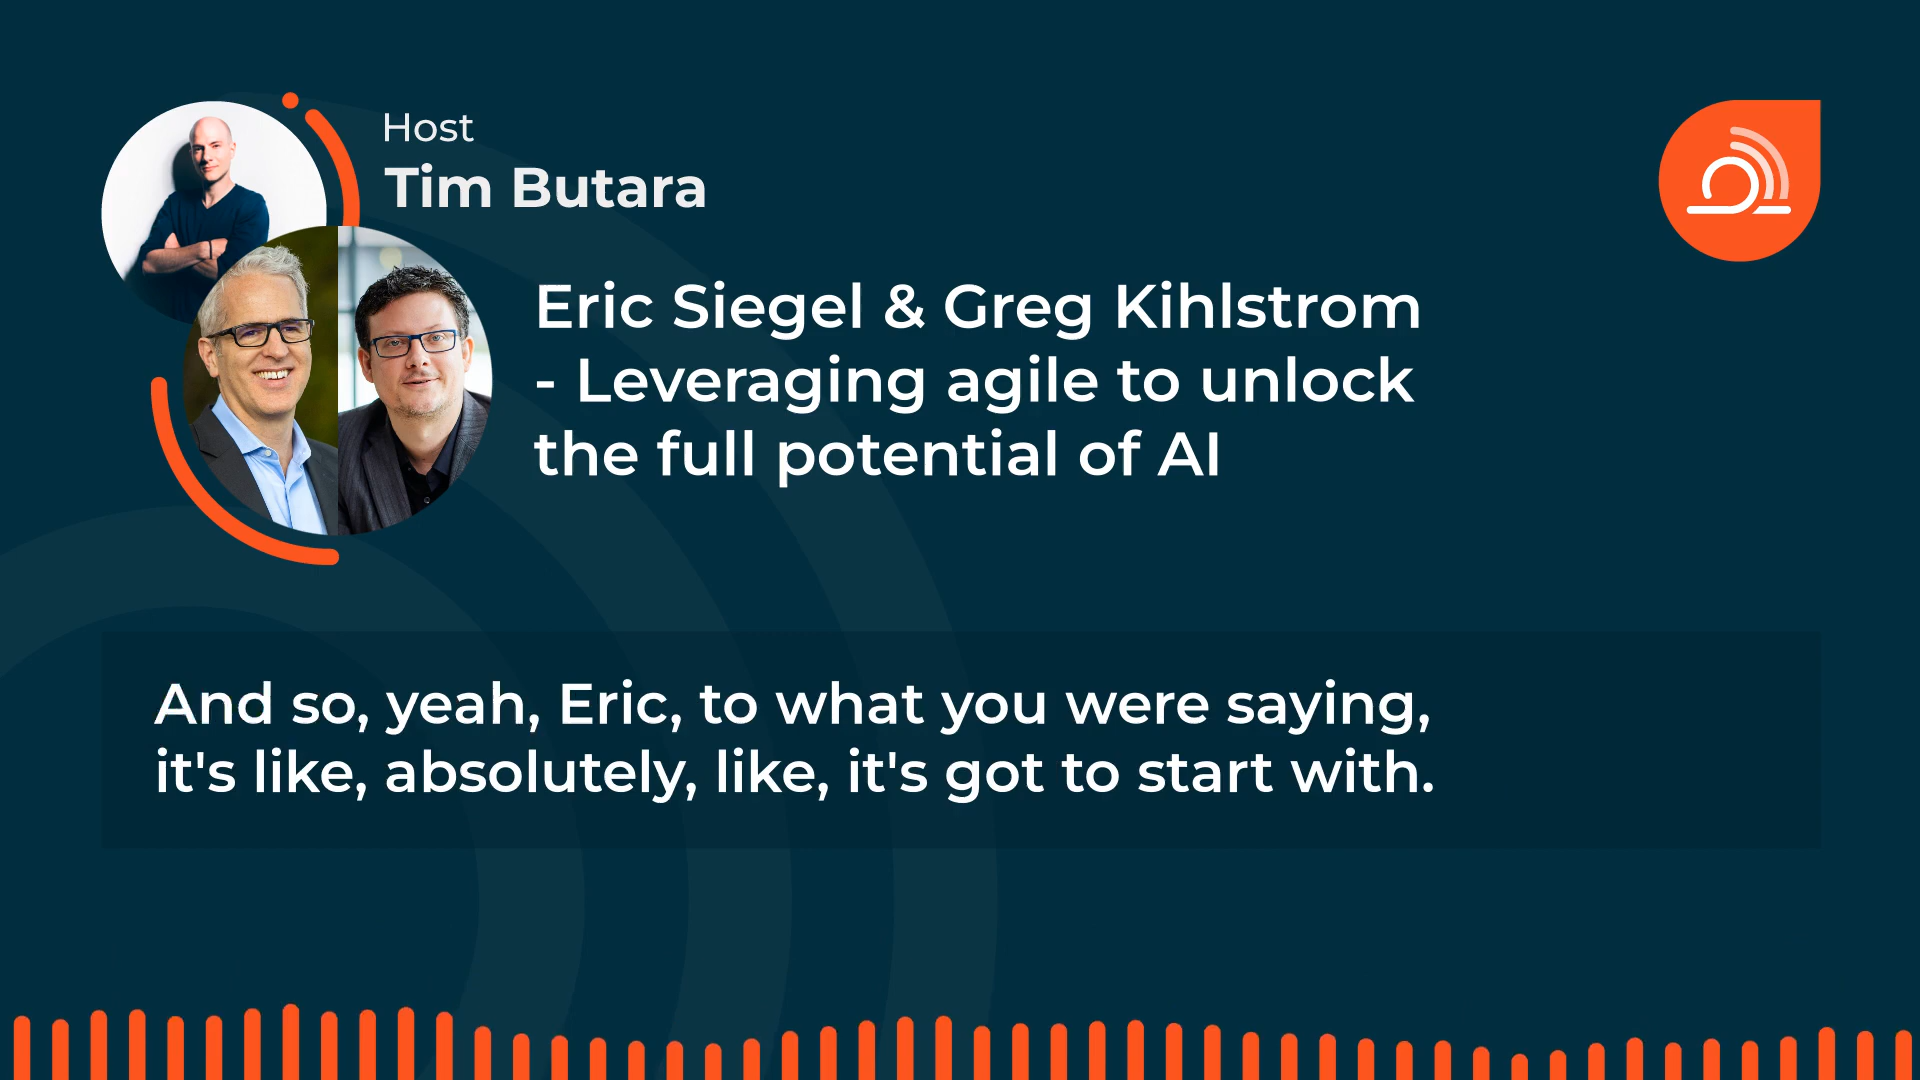 Host
Tim Butara
Eric Siegel & Greg Kihlstrom
- Leveraging agile to unlock
the full potential of AI
And so, yeah, Eric, to what you were saying,
it's like, absolutely, like, it's got to start with.